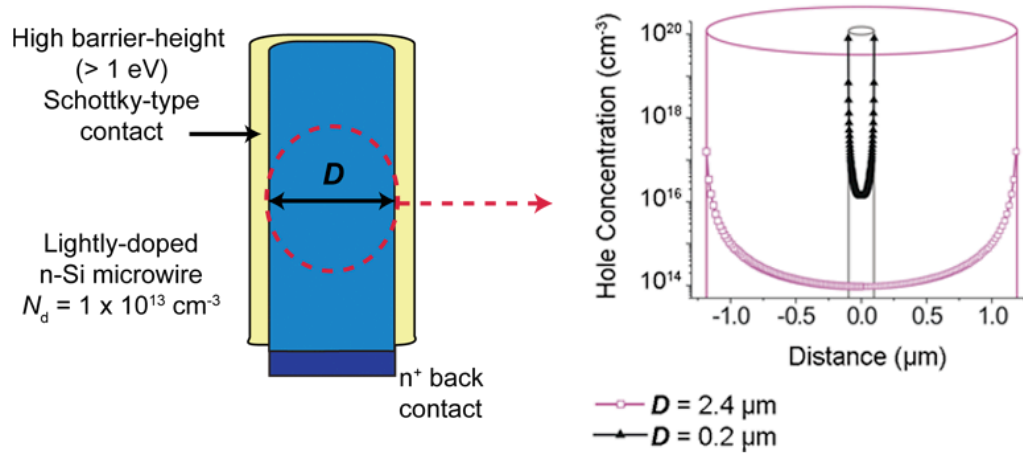 High barrier-height
(> 1 eV)
Schottky-type
contact
D
Lightly-doped
n-Si microwire
N_d = 1 x 10^13 cm^-3
n^+ back
contact
Hole Concentration (cm^-3)
10^20
10^18
10^16
10^14
-1.0 -0.5 0.0 0.5 1.0
Distance (µm)
D = 2.4 µm
D = 0.2 µm